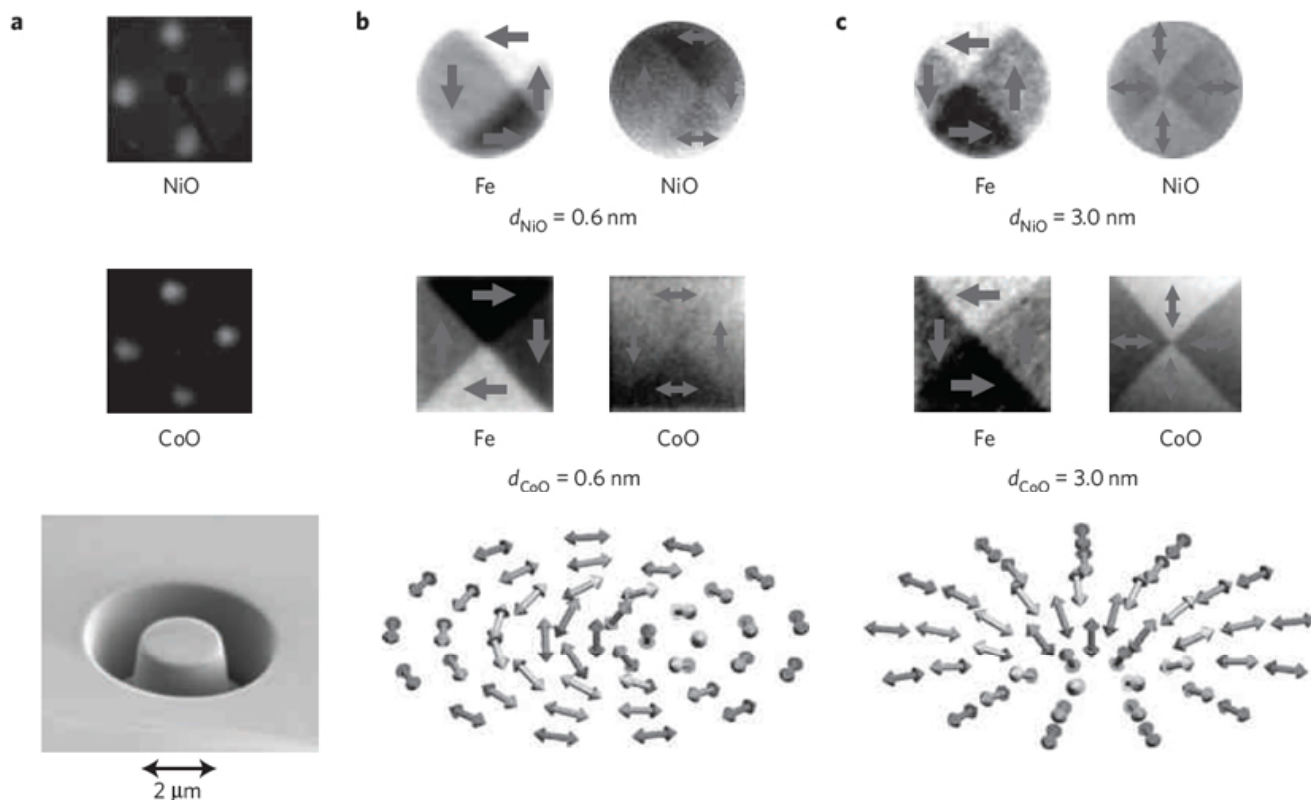 a
b
c
NiO
Fe
NiO
Fe
NiO
d_NiO = 0.6 nm
d_NiO = 3.0 nm
CoO
Fe
CoO
Fe
CoO
d_CoO = 0.6 nm
d_CoO = 3.0 nm
2 μm